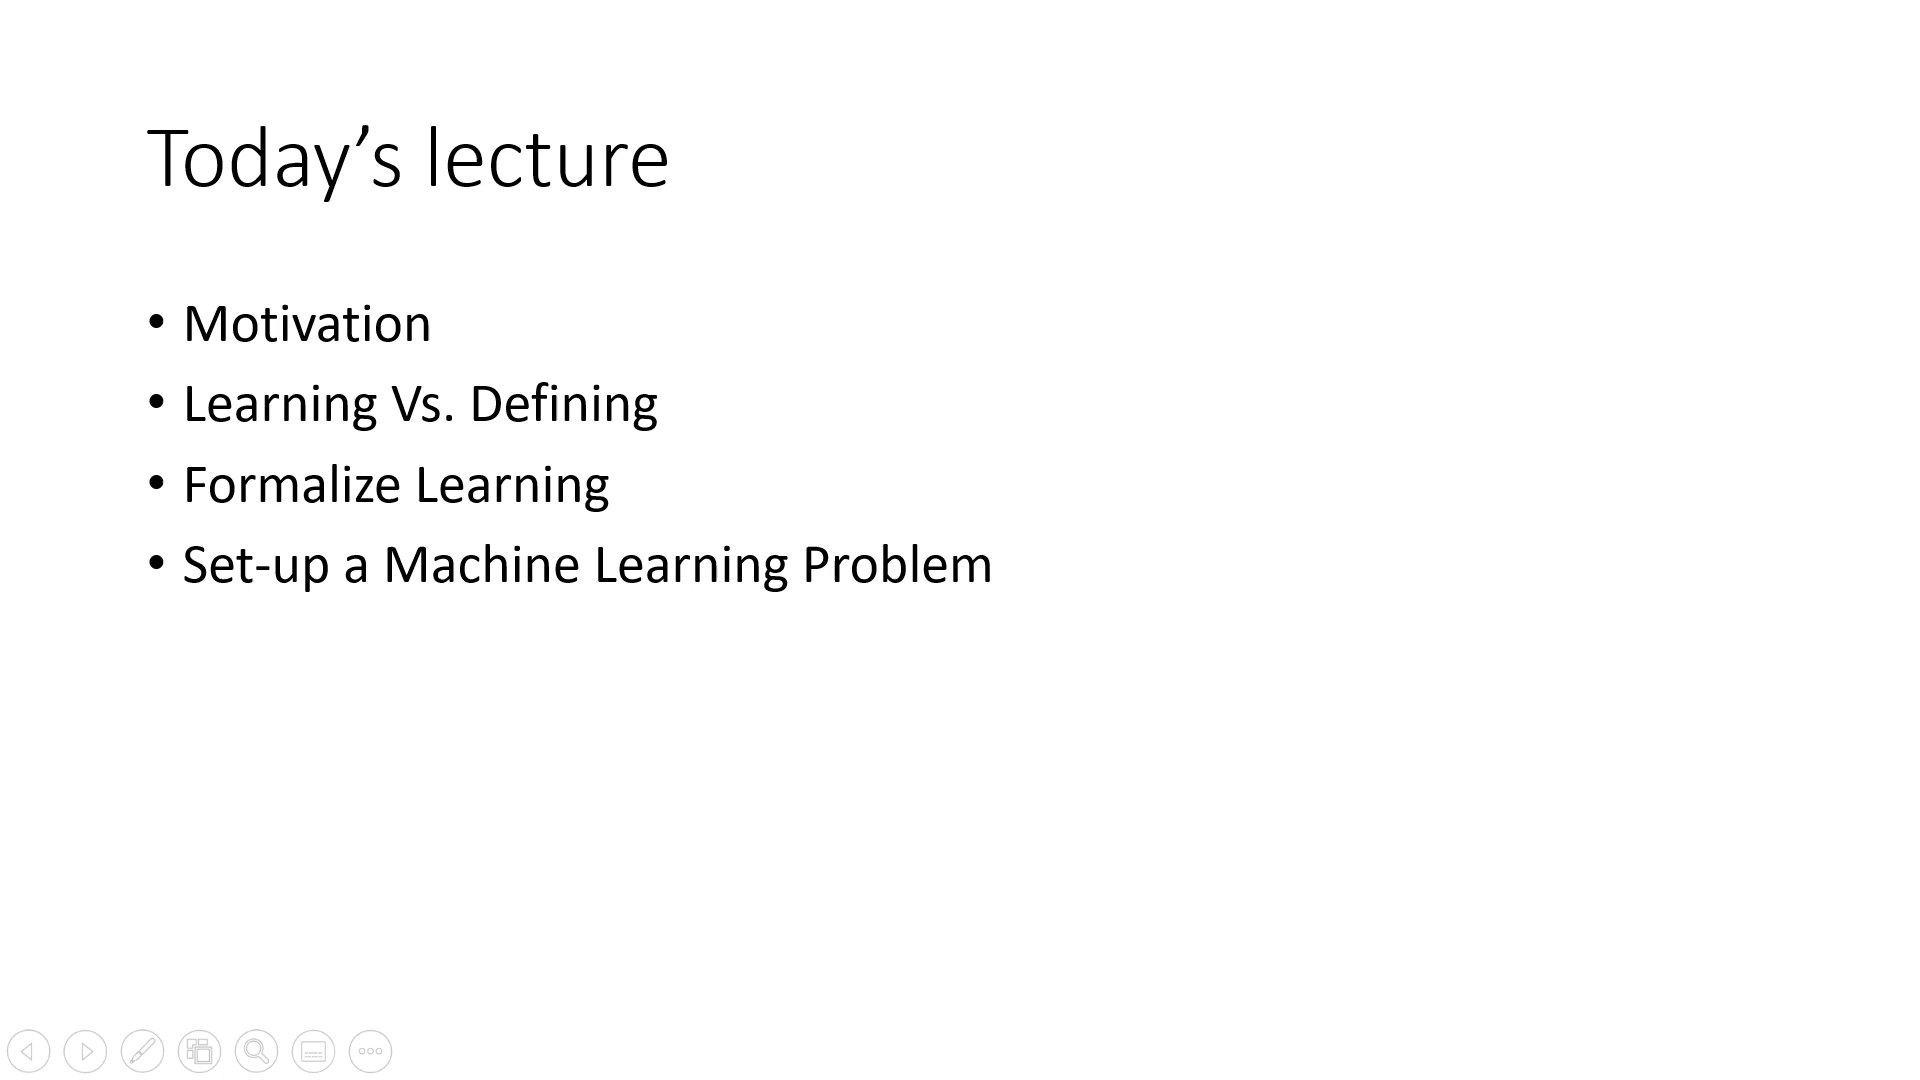 Today’s lecture
• Motivation
• Learning Vs. Defining
• Formalize Learning
• Set-up a Machine Learning Problem